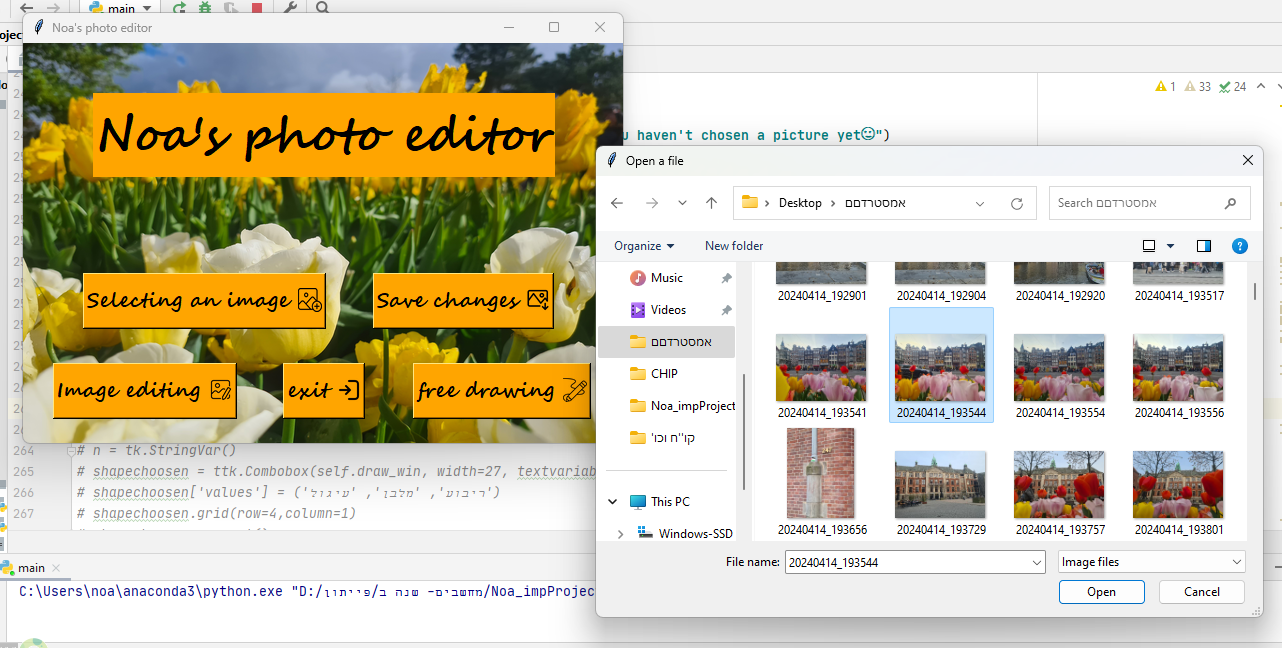 main
Noa's photo editor
Noa's photo editor
Selecting an image
Save changes
Image editing
exit
free drawing
1 33 24
haven't chosen a picture yet😉")
264 # n = tk.StringVar()
265 # shapechoosen = ttk.Combobox(self.draw_win, width=27, textvariab
266 # shapechoosen['values'] = ('ריבוע', 'מלבן', 'עיגול')
267 # shapechoosen.grid(row=4,column=1)
main
C:\Users\noa\anaconda3\python.exe "D:/מחשבים- שנה ב/פייתון/Noa_impProjec
Open a file
Desktop אמסטרדםם
Search אמסטרדםם
Organize New folder
Music
Videos
אמסטרדםם
CHIP
Noa_impProject
קו"ח וכו'
This PC
Windows-SSD
20240414_192901 20240414_192904 20240414_192920 20240414_193517
20240414_193541 20240414_193544 20240414_193554 20240414_193556
20240414_193656 20240414_193729 20240414_193757 20240414_193801
File name: 20240414_193544 Image files
Open Cancel